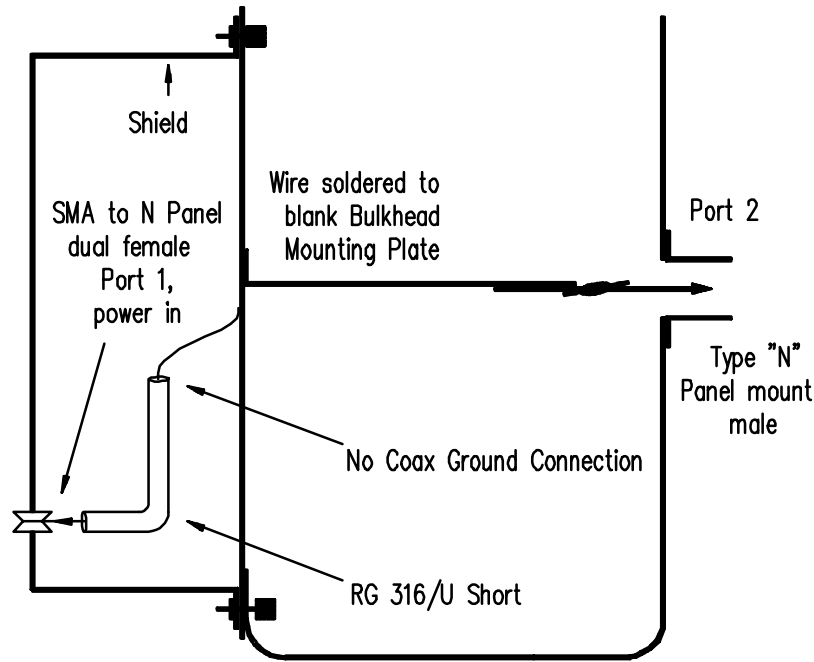 Shield
Wire soldered to
blank Bulkhead
Mounting Plate
SMA to N Panel
dual female
Port 1,
power in
Port 2
Type "N"
Panel mount
male
No Coax Ground Connection
RG 316/U Short